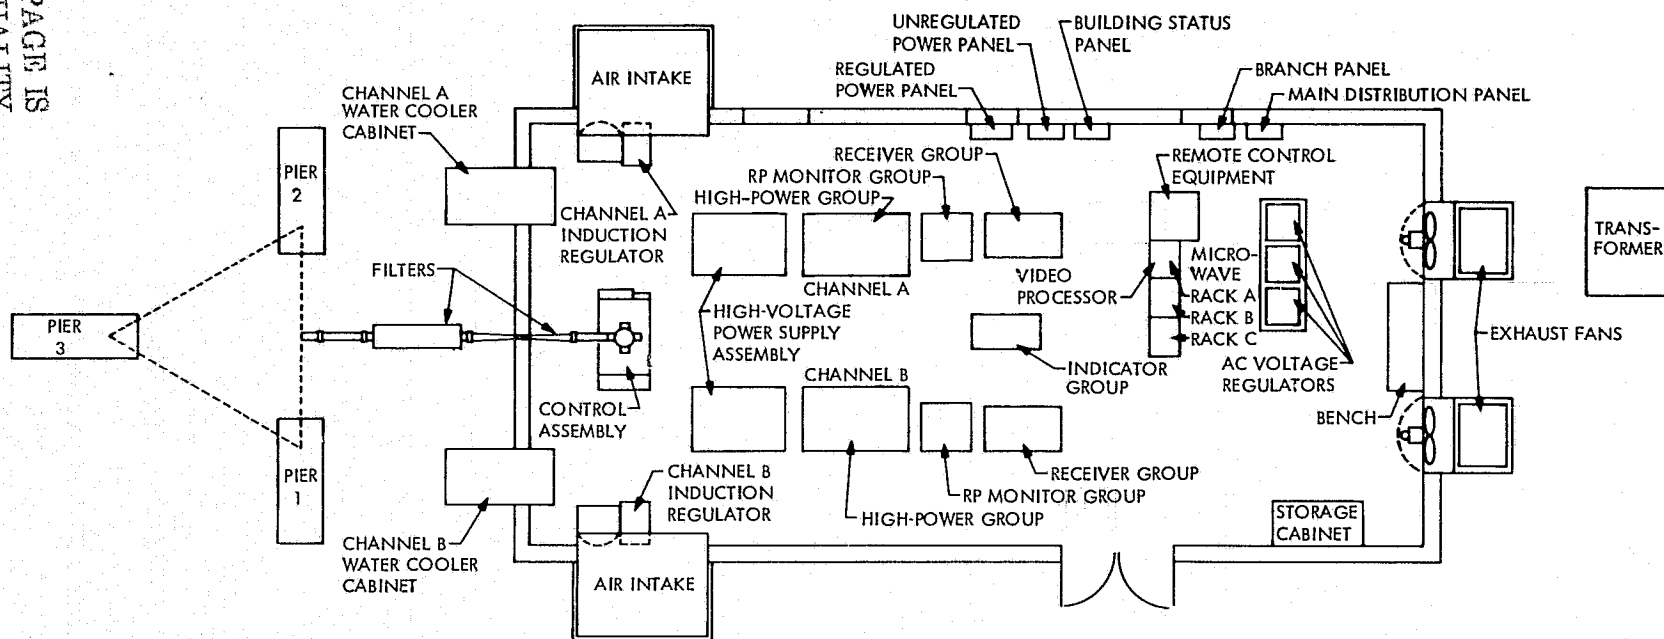 PAGE IS
UNREGULATED
POWER PANEL
BUILDING STATUS
PANEL
REGULATED
POWER PANEL
BRANCH PANEL
MAIN DISTRIBUTION PANEL
AIR INTAKE
CHANNEL A
WATER COOLER
CABINET
PIER
2
RECEIVER GROUP
RP MONITOR GROUP
HIGH-POWER GROUP
REMOTE CONTROL
EQUIPMENT
CHANNEL A
INDUCTION
REGULATOR
TRANS-
FORMER
FILTERS
MICRO-
WAVE
VIDEO
PROCESSOR
RACK A
RACK B
RACK C
CHANNEL A
HIGH-VOLTAGE
POWER SUPPLY
ASSEMBLY
PIER
3
EXHAUST FANS
INDICATOR
GROUP
AC VOLTAGE
REGULATORS
CHANNEL B
CONTROL
ASSEMBLY
BENCH
PIER
1
CHANNEL B
INDUCTION
REGULATOR
RECEIVER GROUP
RP MONITOR GROUP
HIGH-POWER GROUP
STORAGE
CABINET
CHANNEL B
WATER COOLER
CABINET
AIR INTAKE